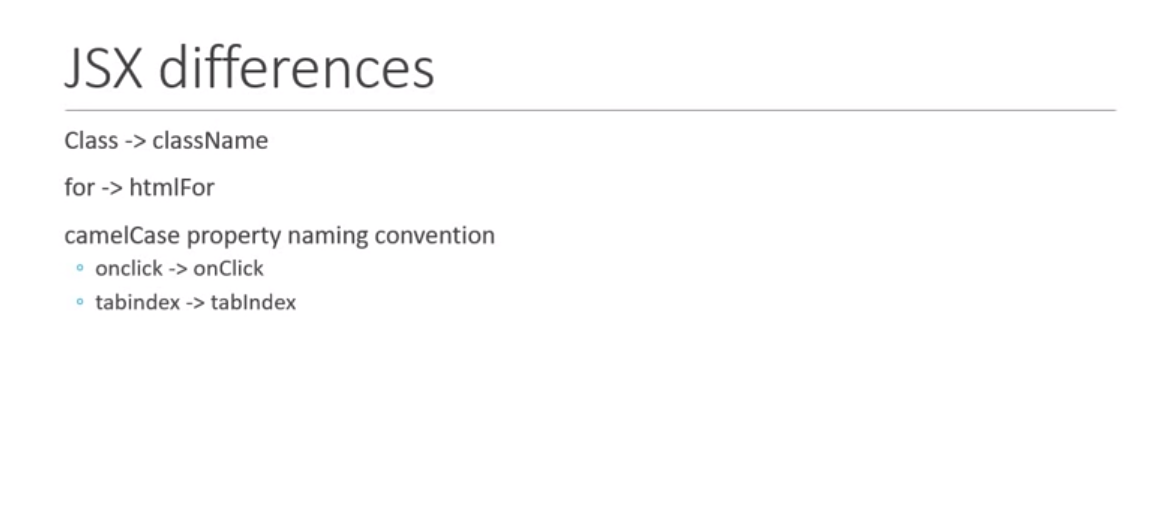 JSX differences
Class -> className
for -> htmlFor
camelCase property naming convention
onclick -> onClick
tabindex -> tabIndex